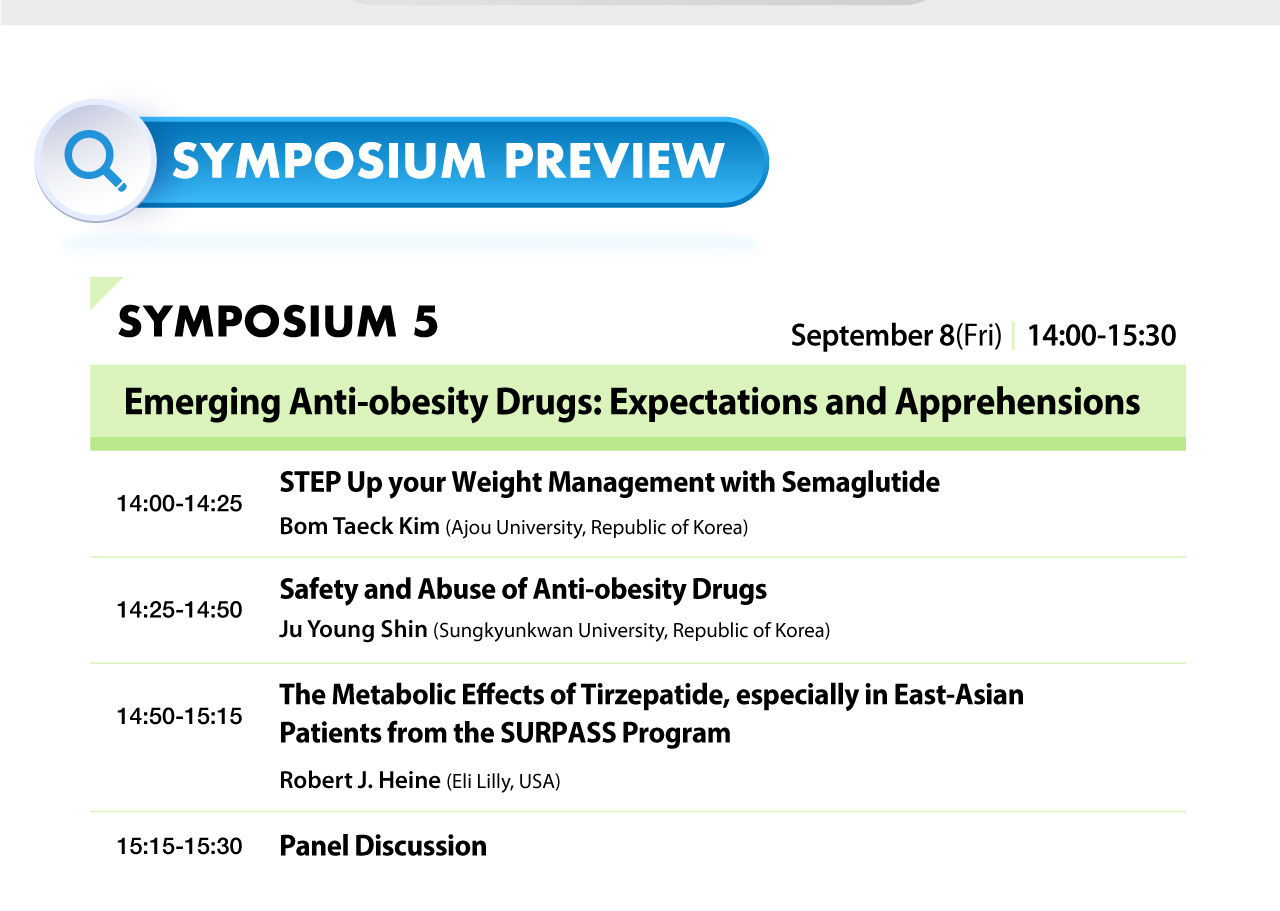 SYMPOSIUM PREVIEW
SYMPOSIUM 5
September 8(Fri) | 14:00-15:30
Emerging Anti-obesity Drugs: Expectations and Apprehensions
14:00-14:25
STEP Up your Weight Management with Semaglutide
Bom Taeck Kim (Ajou University, Republic of Korea)
14:25-14:50
Safety and Abuse of Anti-obesity Drugs
Ju Young Shin (Sungkyunkwan University, Republic of Korea)
14:50-15:15
The Metabolic Effects of Tirzepatide, especially in East-Asian
Patients from the SURPASS Program
Robert J. Heine (Eli Lilly, USA)
15:15-15:30
Panel Discussion